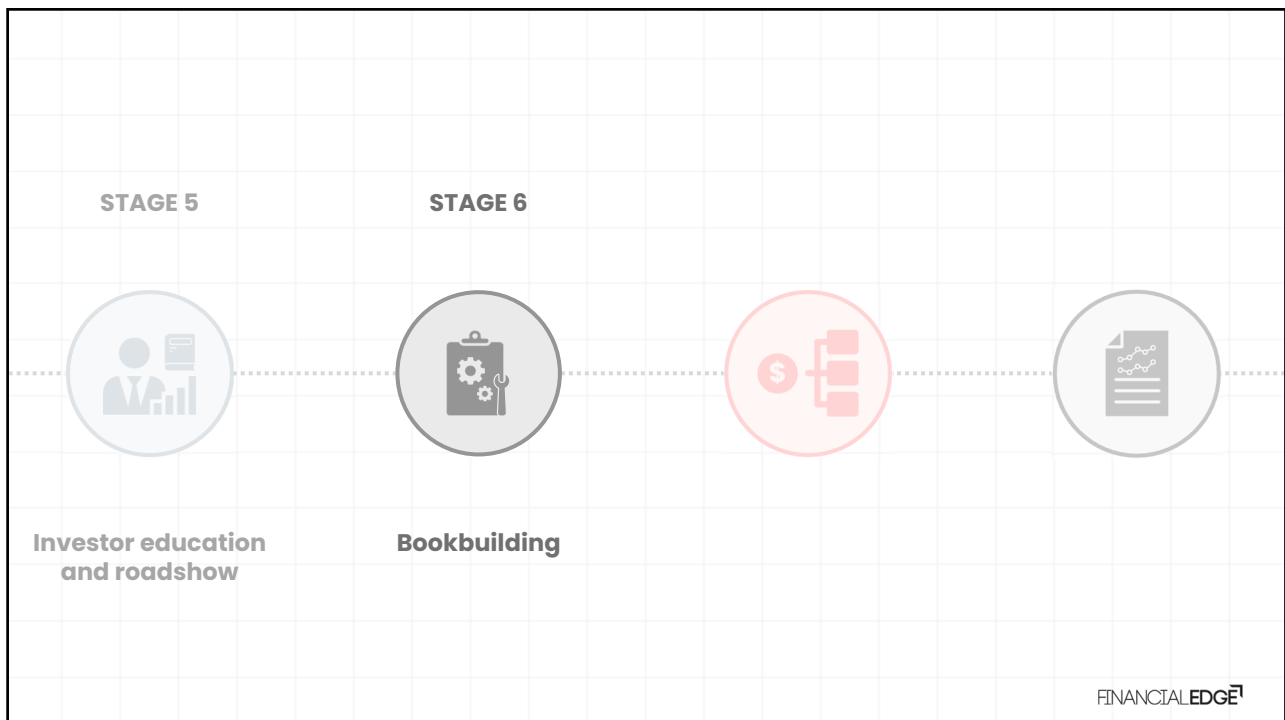 STAGE 5
STAGE 6
$
Investor education
and roadshow
Bookbuilding
FINANCIALEDGE